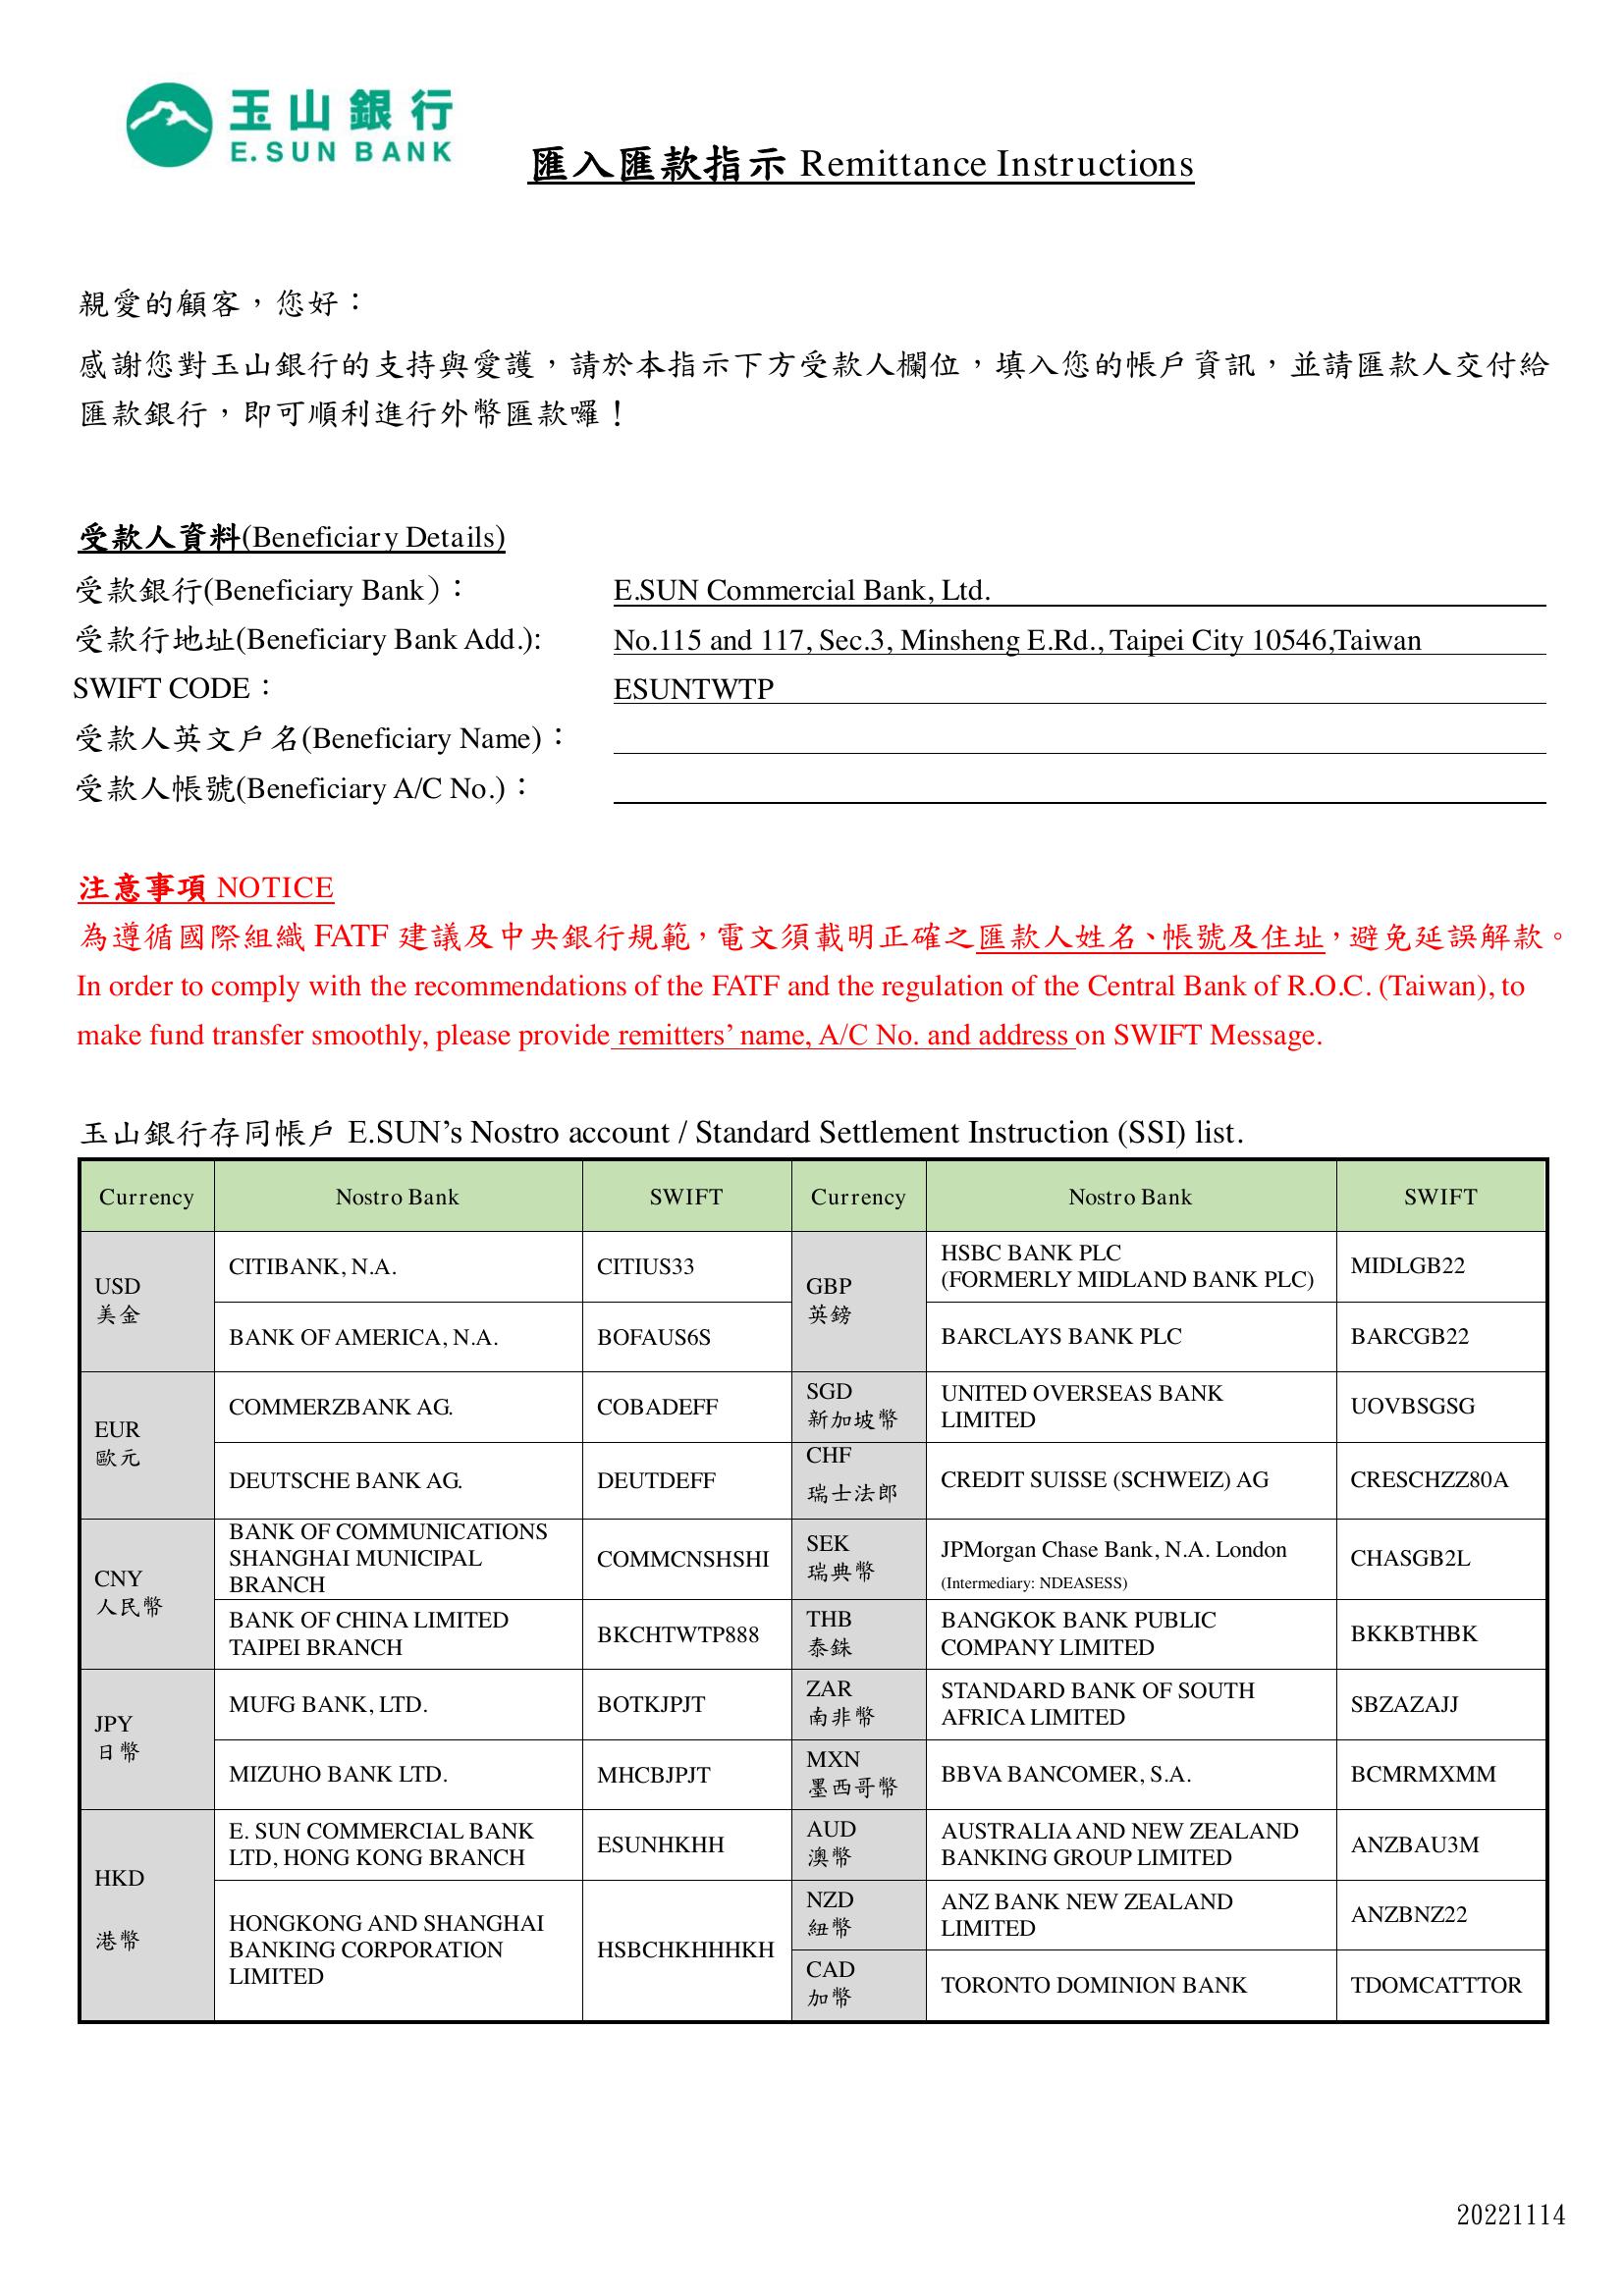 玉山銀行
E.SUN BANK
匯入匯款指示 Remittance Instructions
親愛的顧客，您好：
感謝您對玉山銀行的支持與愛護，請於本指示下方受款人欄位，填入您的帳戶資訊，並請匯款人交付給
匯款銀行，即可順利進行外幣匯款囉！
受款人資料(Beneficiary Details)
受款銀行(Beneficiary Bank)： E.SUN Commercial Bank, Ltd.
受款行地址(Beneficiary Bank Add.): No.115 and 117, Sec.3, Minsheng E.Rd., Taipei City 10546,Taiwan
SWIFT CODE： ESUNTWTP
受款人英文戶名(Beneficiary Name)：
受款人帳號(Beneficiary A/C No.)：
注意事項 NOTICE
為遵循國際組織 FATF 建議及中央銀行規範，電文須載明正確之匯款人姓名、帳號及住址，避免延誤解款。
In order to comply with the recommendations of the FATF and the regulation of the Central Bank of R.O.C. (Taiwan), to
make fund transfer smoothly, please provide remitters’ name, A/C No. and address on SWIFT Message.
玉山銀行存同帳戶 E.SUN’s Nostro account / Standard Settlement Instruction (SSI) list.
Currency Nostro Bank SWIFT Currency Nostro Bank SWIFT
USD
美金
CITIBANK, N.A. CITIUS33
BANK OF AMERICA, N.A. BOFAUS6S
GBP
英鎊
HSBC BANK PLC
(FORMERLY MIDLAND BANK PLC) MIDLGB22
BARCLAYS BANK PLC BARCGB22
EUR
歐元
COMMERZBANK AG. COBADEFF
DEUTSCHE BANK AG. DEUTDEFF
SGD
新加坡幣
UNITED OVERSEAS BANK
LIMITED
UOVBSGSG
CHF
瑞士法郎
CREDIT SUISSE (SCHWEIZ) AG CRESCHZZ80A
CNY
人民幣
BANK OF COMMUNICATIONS
SHANGHAI MUNICIPAL
BRANCH
COMMCNSHSHI
BANK OF CHINA LIMITED
TAIPEI BRANCH
BKCHTWTP888
SEK
瑞典幣
JPMorgan Chase Bank, N.A. London
(Intermediary: NDEASESS)
CHASGB2L
THB
泰銖
BANGKOK BANK PUBLIC
COMPANY LIMITED
BKKBTHBK
JPY
日幣
MUFG BANK, LTD. BOTKJPJT
MIZUHO BANK LTD. MHCBJPJT
ZAR
南非幣
STANDARD BANK OF SOUTH
AFRICA LIMITED
SBZAZAJJ
MXN
墨西哥幣
BBVA BANCOMER, S.A. BCMRMXMM
HKD
港幣
E. SUN COMMERCIAL BANK
LTD, HONG KONG BRANCH
ESUNHKHH
HONGKONG AND SHANGHAI
BANKING CORPORATION
LIMITED
HSBCHKHHHKH
AUD
澳幣
AUSTRALIA AND NEW ZEALAND
BANKING GROUP LIMITED
ANZBAU3M
NZD
紐幣
ANZ BANK NEW ZEALAND
LIMITED
ANZBNZ22
CAD
加幣
TORONTO DOMINION BANK TDOMCATTTOR
20221114